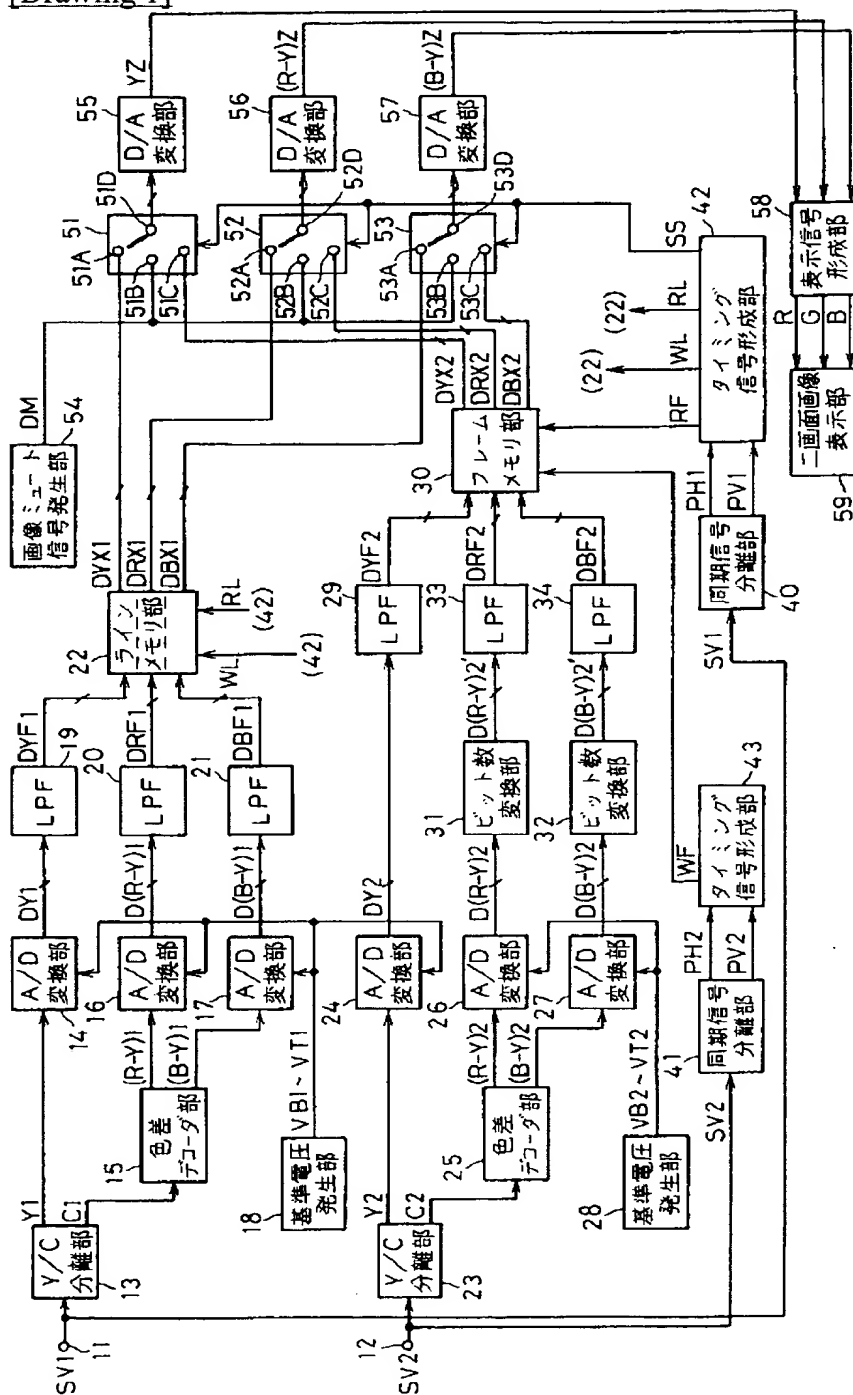 [Drawing 1]
SV1
11
Y/C
分離部
13
Y1
C1
15
色差
デコーダ部
(R-Y)1
(B-Y)1
14
A/D
変換部
16
A/D
変換部
17
A/D
変換部
18
基準電圧
発生部
VB1~VT1
DY1
D(R-Y)1
D(B-Y)1
LPF
19
LPF
20
LPF
21
DYF1
DRF1
DBF1
22
ライン
メモリ部
WL
RL
(42)
(42)
DYX1
DRX1
DBX1
画像ミュート
信号発生部
54
DM
51A
51B
51C
51
51D
52A
52B
52C
52
52D
53A
53B
53C
53
53D
55
D/A
変換部
YZ
56
D/A
変換部
(R-Y)Z
57
D/A
変換部
(B-Y)Z
SV2
12
Y/C
分離部
23
Y2
C2
25
色差
デコーダ部
(R-Y)2
(B-Y)2
24
A/D
変換部
26
A/D
変換部
27
A/D
変換部
28
基準電圧
発生部
VB2~VT2
DY2
D(R-Y)2
D(B-Y)2
31
ビット数
変換部
32
ビット数
変換部
D(R-Y)2'
D(B-Y)2'
LPF
29
LPF
33
LPF
34
DYF2
DRF2
DBF2
30
フレーム
メモリ部
DYX2
DRX2
DBX2
SV2
41
同期信号
分離部
PH2
PV2
タイミング
信号形成部
43
WF
SV1
同期信号
分離部
40
PH1
PV1
タイミング
信号形成部
42
RF
WL
(22)
RL
(22)
SS
表示信号
形成部
58
R
G
B
二画面画像
表示部
59